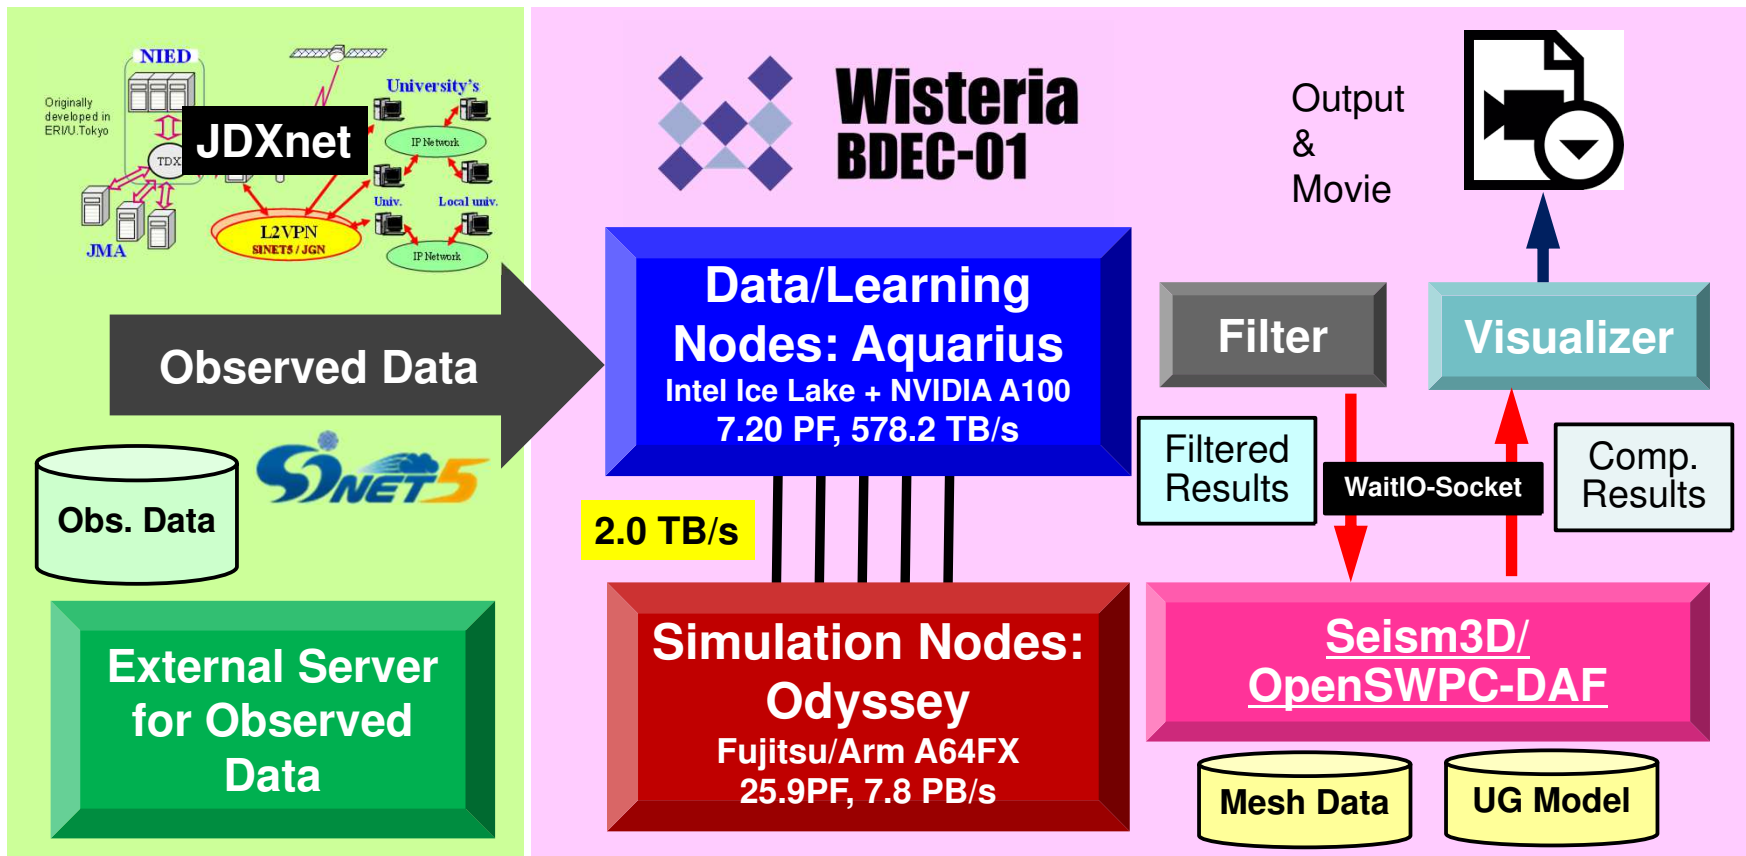 NIED
Originally
developed in
ERI/U.Tokyo
JDXnet
TDX
JMA
University's
IP Network
Univ.
Local univ.
L2VPN
SINET5 / JGN
IP Network
Observed Data
SINET5
Obs. Data
External Server
for Observed
Data
Wisteria
BDEC-01
Data/Learning
Nodes: Aquarius
Intel Ice Lake + NVIDIA A100
7.20 PF, 578.2 TB/s
2.0 TB/s
Simulation Nodes:
Odyssey
Fujitsu/Arm A64FX
25.9PF, 7.8 PB/s
Output
&
Movie
Filter
Visualizer
Filtered
Results
WaitIO-Socket
Comp.
Results
Seism3D/
OpenSWPC-DAF
Mesh Data
UG Model